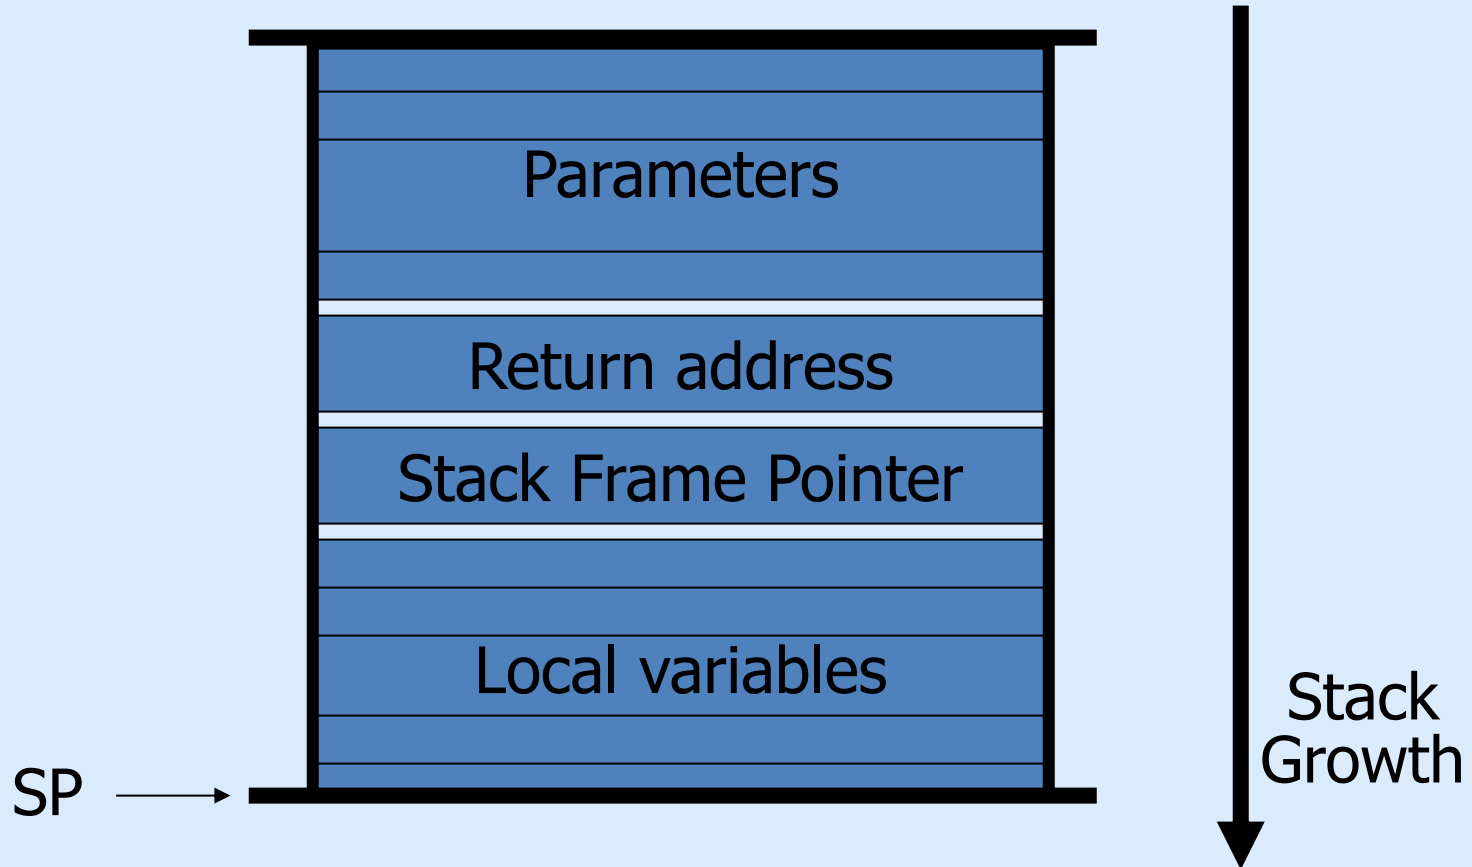 Parameters
Return address
Stack Frame Pointer
Local variables
Stack
Growth
SP